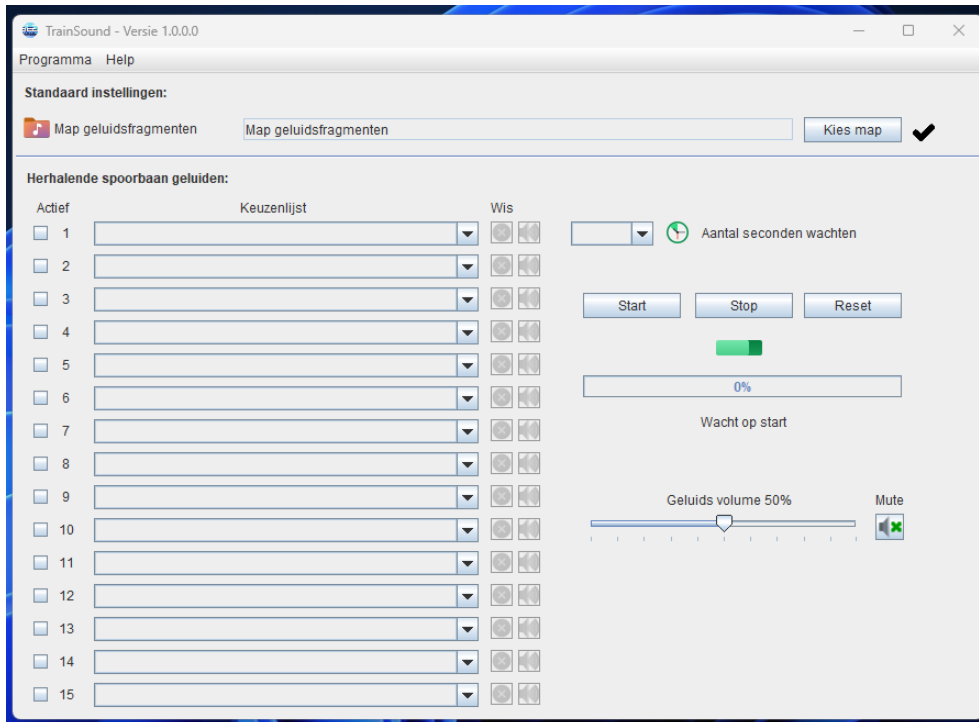 TrainSound - Versie 1.0.0.0
Programma Help
Standaard instellingen:
Map geluidsfragmenten Map geluidsfragmenten Kies map
Herhalende spoorbaan geluiden:
Actief Keuzenlijst Wis
1 Aantal seconden wachten
2
3 Start Stop Reset
4
5
6 0%
7 Wacht op start
8
9 Geluids volume 50% Mute
10
11
12
13
14
15